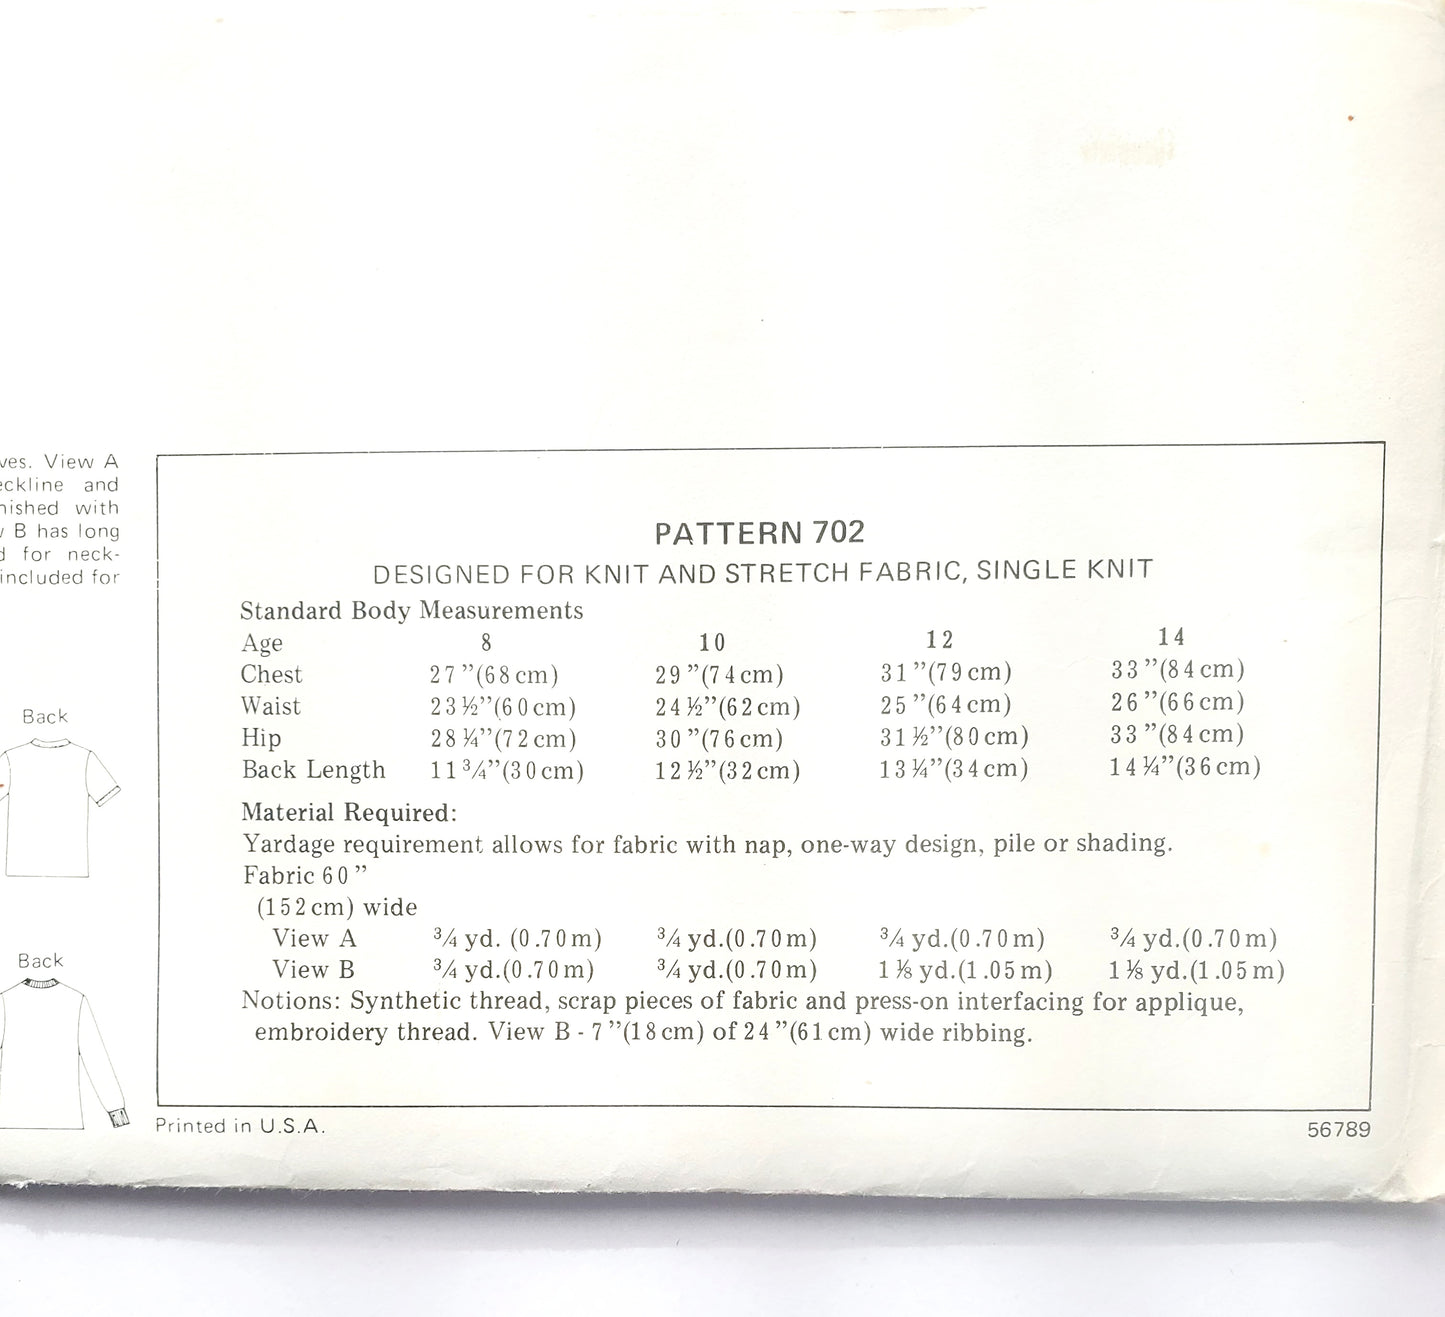 View A
and
with
B has long
for neck-
included for
Back
Back
PATTERN 702
DESIGNED FOR KNIT AND STRETCH FABRIC, SINGLE KNIT
Standard Body Measurements
Age 8 10 12 14
Chest 27”(68cm) 29”(74cm) 31”(79cm) 33”(84cm)
Waist 23½”(60cm) 24½”(62cm) 25”(64cm) 26”(66cm)
Hip 28¼”(72cm) 30”(76cm) 31½”(80cm) 33”(84cm)
Back Length 11¾”(30cm) 12½”(32cm) 13¼”(34cm) 14¼”(36cm)
Material Required:
Yardage requirement allows for fabric with nap, one-way design, pile or shading.
Fabric 60”
(152cm) wide
View A ¾ yd. (0.70m) ¾ yd.(0.70m) ¾ yd.(0.70m) ¾ yd.(0.70m)
View B ¾ yd.(0.70m) ¾ yd.(0.70m) 1⅛ yd.(1.05m) 1⅛ yd.(1.05m)
Notions: Synthetic thread, scrap pieces of fabric and press-on interfacing for applique,
embroidery thread. View B - 7”(18cm) of 24”(61cm) wide ribbing.
Printed in U.S.A.
56789